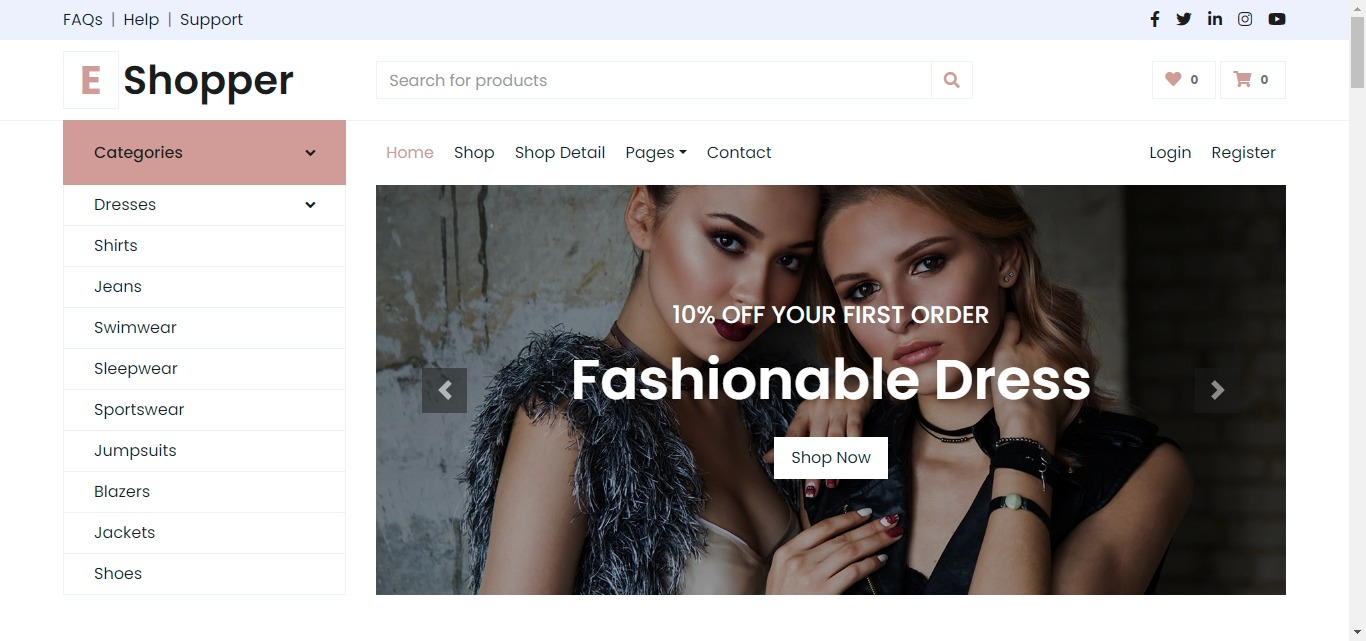 FAQs | Help | Support
E Shopper
Search for products
0
0
Categories
Home Shop Shop Detail Pages Contact
Login Register
Dresses
Shirts
Jeans
Swimwear
Sleepwear
Sportswear
Jumpsuits
Blazers
Jackets
Shoes
10% OFF YOUR FIRST ORDER
Fashionable Dress
Shop Now